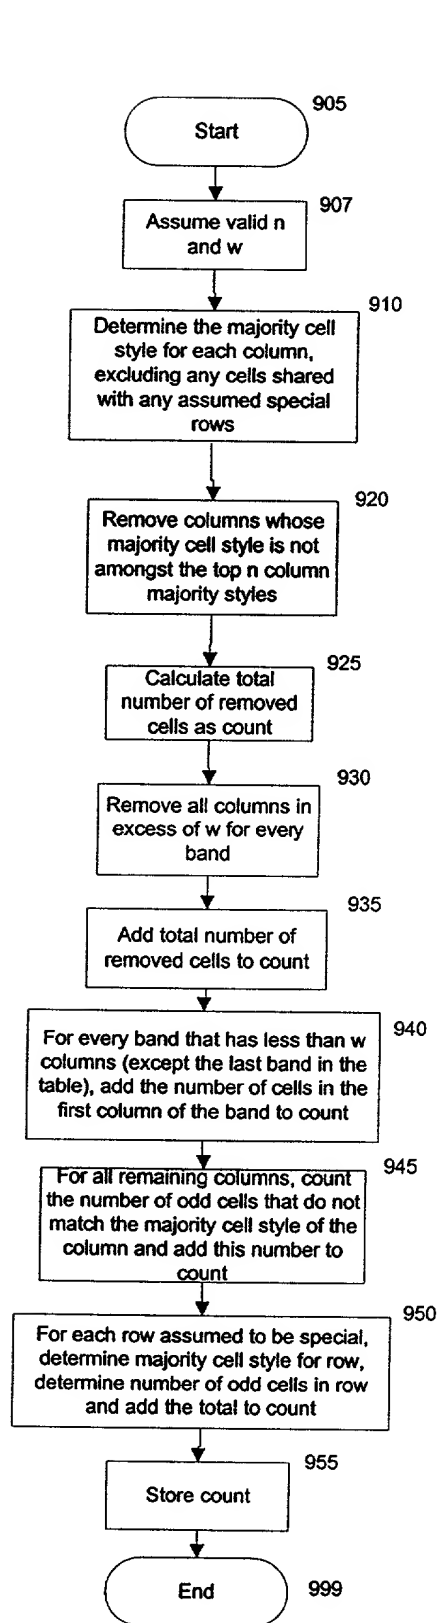 905
Start
907
Assume valid n
and w
910
Determine the majority cell
style for each column,
excluding any cells shared
with any assumed special
rows
920
Remove columns whose
majority cell style is not
amongst the top n column
majority styles
925
Calculate total
number of removed
cells as count
930
Remove all columns in
excess of w for every
band
935
Add total number of
removed cells to count
940
For every band that has less than w
columns (except the last band in the
table), add the number of cells in the
first column of the band to count
945
For all remaining columns, count
the number of odd cells that do not
match the majority cell style of the
column and add this number to
count
950
For each row assumed to be special,
determine majority cell style for row,
determine number of odd cells in row
and add the total to count
955
Store count
End
999